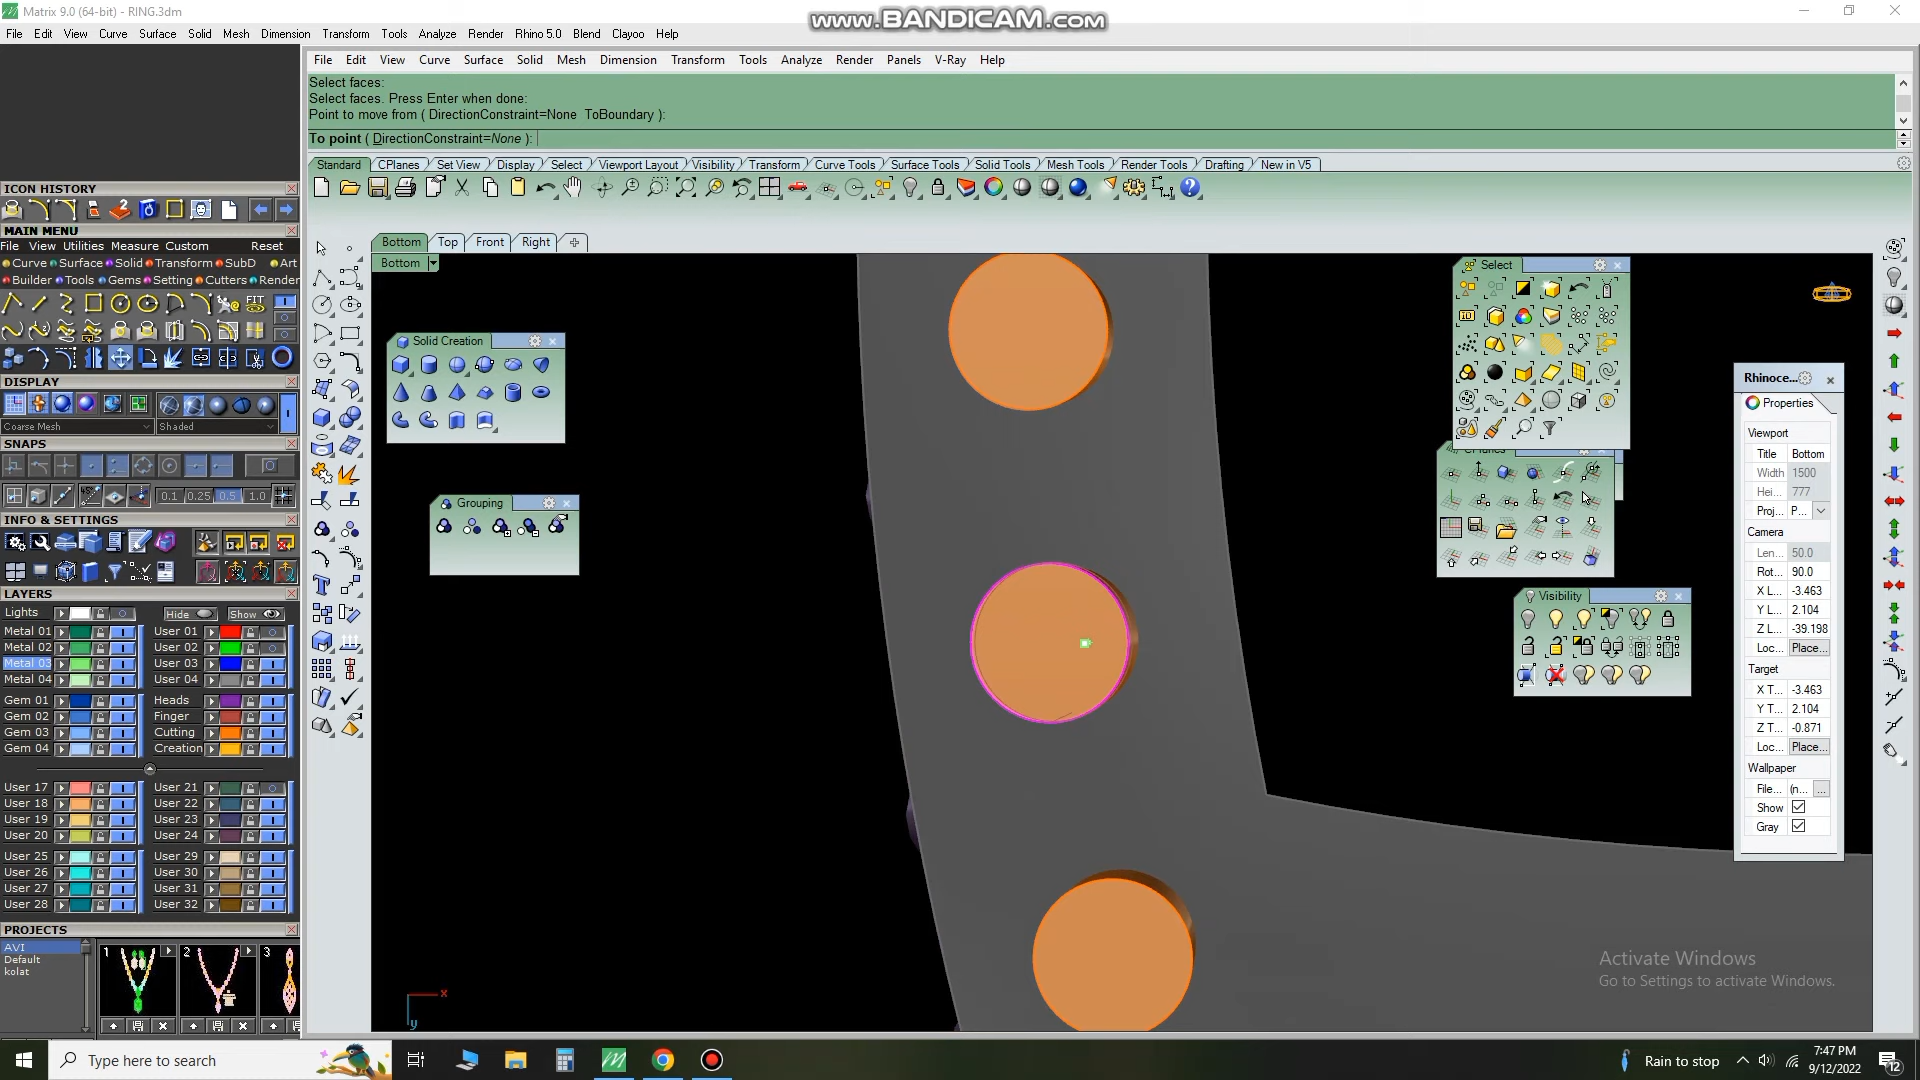 Matrix 9.0 (64-bit) - RING.3dm
www.BANDICAM.com
File Edit View Curve Surface Solid Mesh Dimension Transform Tools Analyze Render Rhino 5.0 Blend Clayoo Help
File Edit View Curve Surface Solid Mesh Dimension Transform Tools Analyze Render Panels V-Ray Help
Select faces:
Select faces. Press Enter when done:
Point to move from ( DirectionConstraint=None ToBoundary ):
To point ( DirectionConstraint=None ):
Standard CPlanes Set View Display Select Viewport Layout Visibility Transform Curve Tools Surface Tools Solid Tools Mesh Tools Render Tools Drafting New in V5
ICON HISTORY
MAIN MENU
File View Utilities Measure Custom Reset
Curve Surface Solid Transform SubD Art
Builder Tools Gems Setting Cutters Render
FIT
DISPLAY
Coarse Mesh Shaded
SNAPS
0.1 0.25 0.5 1.0
INFO & SETTINGS
LAYERS
Lights Hide Show
Metal 01 User 01
Metal 02 User 02
Metal 03 User 03
Metal 04 User 04
Gem 01 Heads
Gem 02 Finger
Gem 03 Cutting
Gem 04 Creation
User 17 User 21
User 18 User 22
User 19 User 23
User 20 User 24
User 25 User 29
User 26 User 30
User 27 User 31
User 28 User 32
PROJECTS
AVI
Default
kolat
1 2 3
Bottom Top Front Right
Bottom
Solid Creation
Grouping
Select
CPlanes
Visibility
Rhinoce...
Properties
Viewport
Title Bottom
Width 1500
Hei... 777
Proj... P...
Camera
Len... 50.0
Rot... 90.0
X L... -3.463
Y L... 2.104
Z L... -39.198
Loc... Place...
Target
X T... -3.463
Y T... 2.104
Z T... -0.871
Loc... Place...
Wallpaper
File... (n... ...
Show
Gray
x
y
Activate Windows
Go to Settings to activate Windows.
Type here to search
Rain to stop
7:47 PM
9/12/2022
12